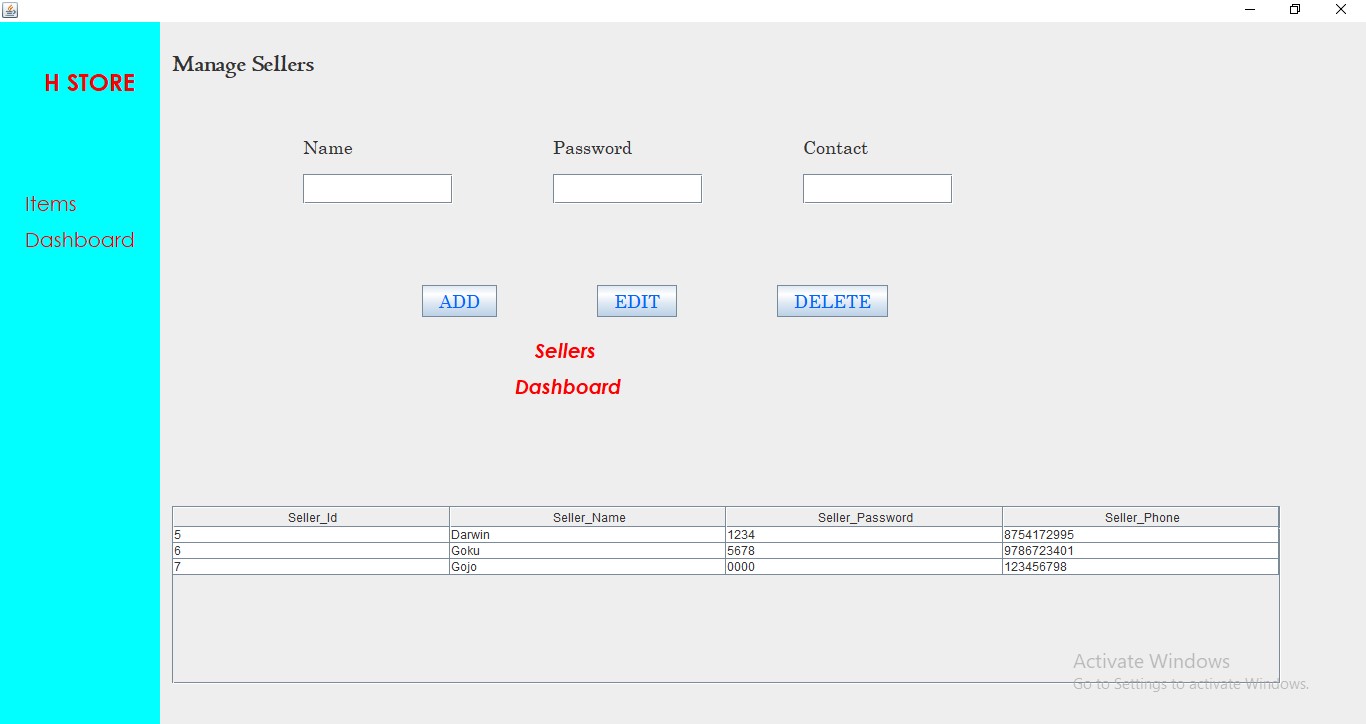 H STORE
Items
Dashboard
Manage Sellers
Name Password Contact
ADD EDIT DELETE
Sellers
Dashboard
Seller_Id Seller_Name Seller_Password Seller_Phone
5 Darwin 1234 8754172995
6 Goku 5678 9786723401
7 Gojo 0000 123456798
Activate Windows
Go to Settings to activate Windows.